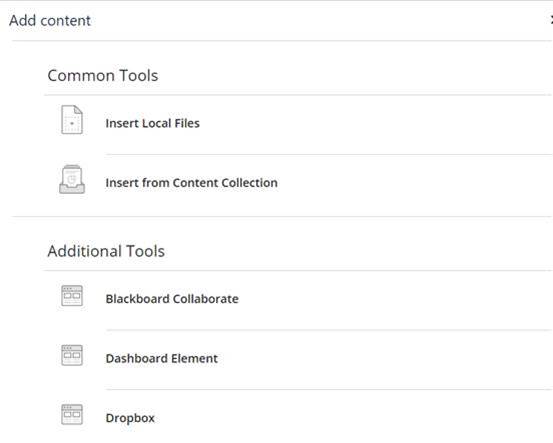 Add content
Common Tools
Insert Local Files
Insert from Content Collection
Additional Tools
Blackboard Collaborate
Dashboard Element
Dropbox